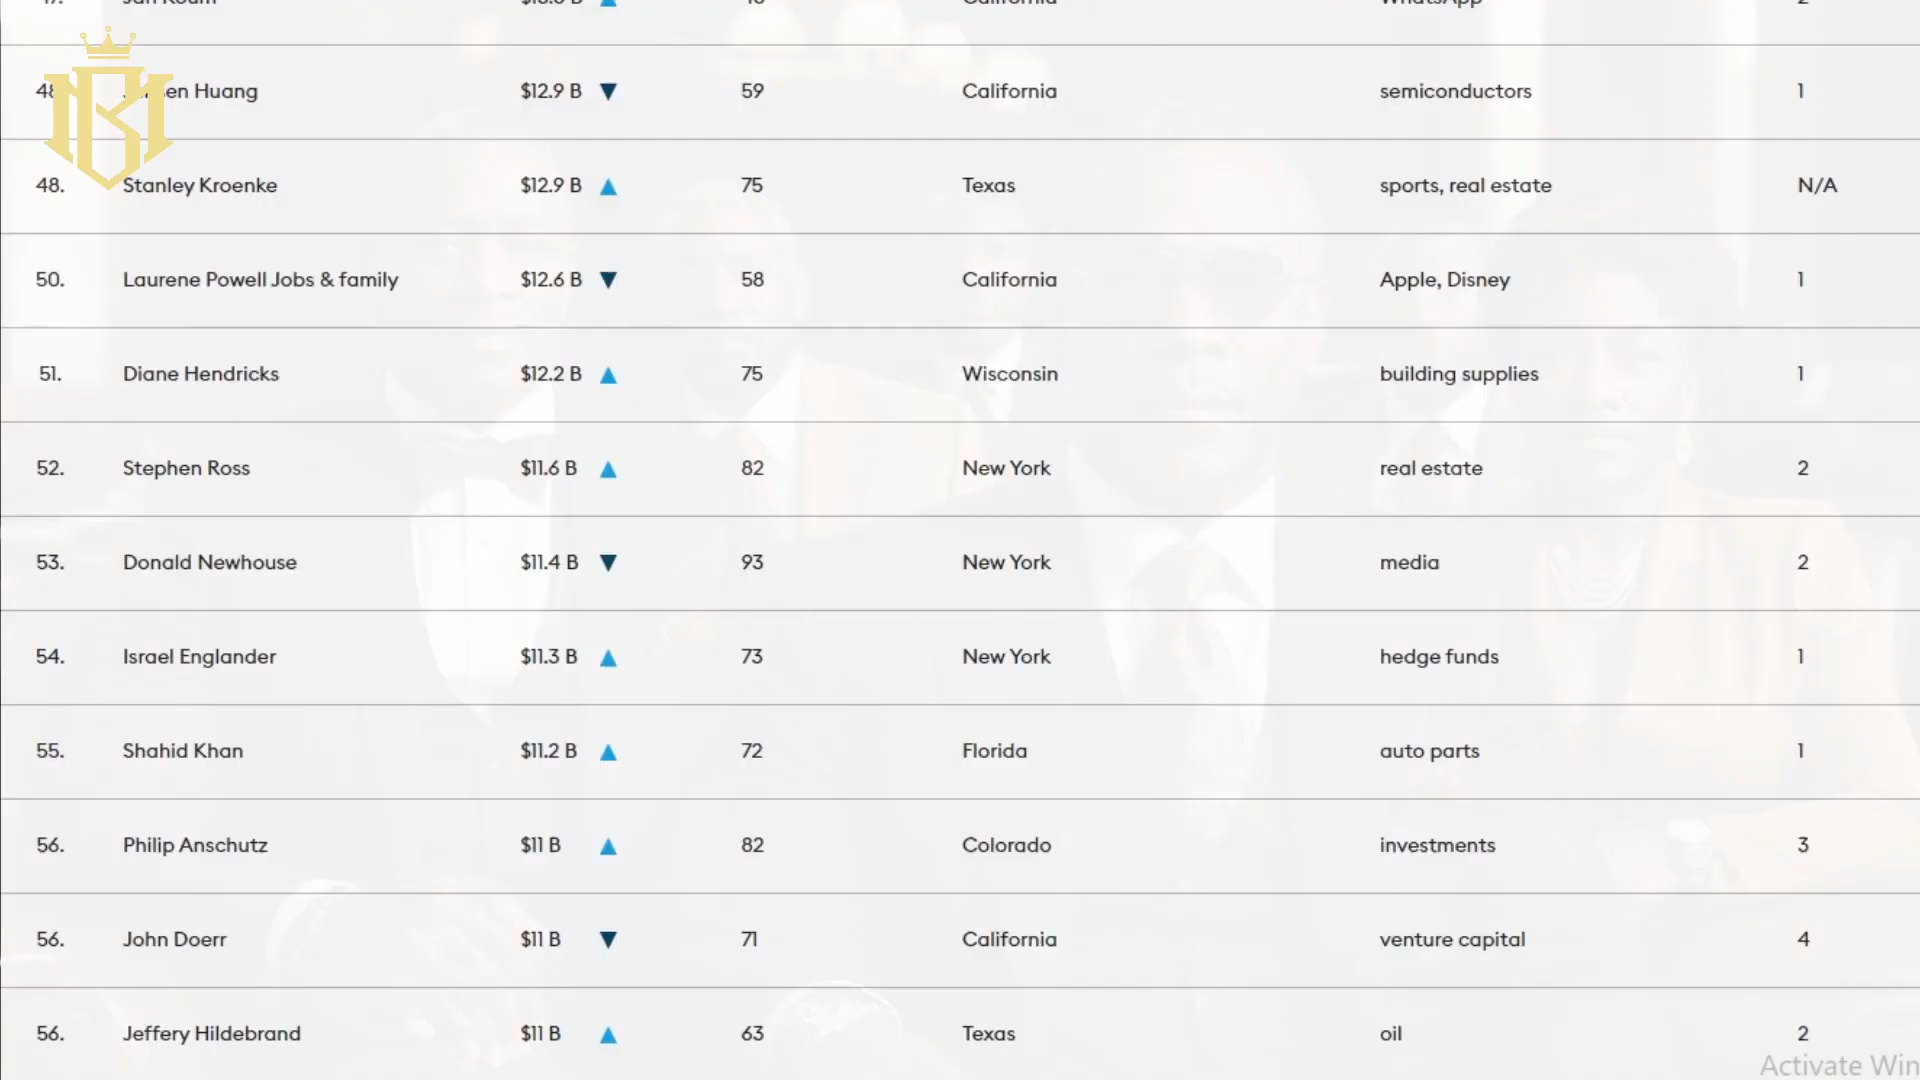 48. en Huang $12.9 B ▼ 59 California semiconductors 1
48. Stanley Kroenke $12.9 B ▲ 75 Texas sports, real estate N/A
50. Laurene Powell Jobs & family $12.6 B ▼ 58 California Apple, Disney 1
51. Diane Hendricks $12.2 B ▲ 75 Wisconsin building supplies 1
52. Stephen Ross $11.6 B ▲ 82 New York real estate 2
53. Donald Newhouse $11.4 B ▼ 93 New York media 2
54. Israel Englander $11.3 B ▲ 73 New York hedge funds 1
55. Shahid Khan $11.2 B ▲ 72 Florida auto parts 1
56. Philip Anschutz $11 B ▲ 82 Colorado investments 3
56. John Doerr $11 B ▼ 71 California venture capital 4
56. Jeffery Hildebrand $11 B ▲ 63 Texas oil 2
Activate Win